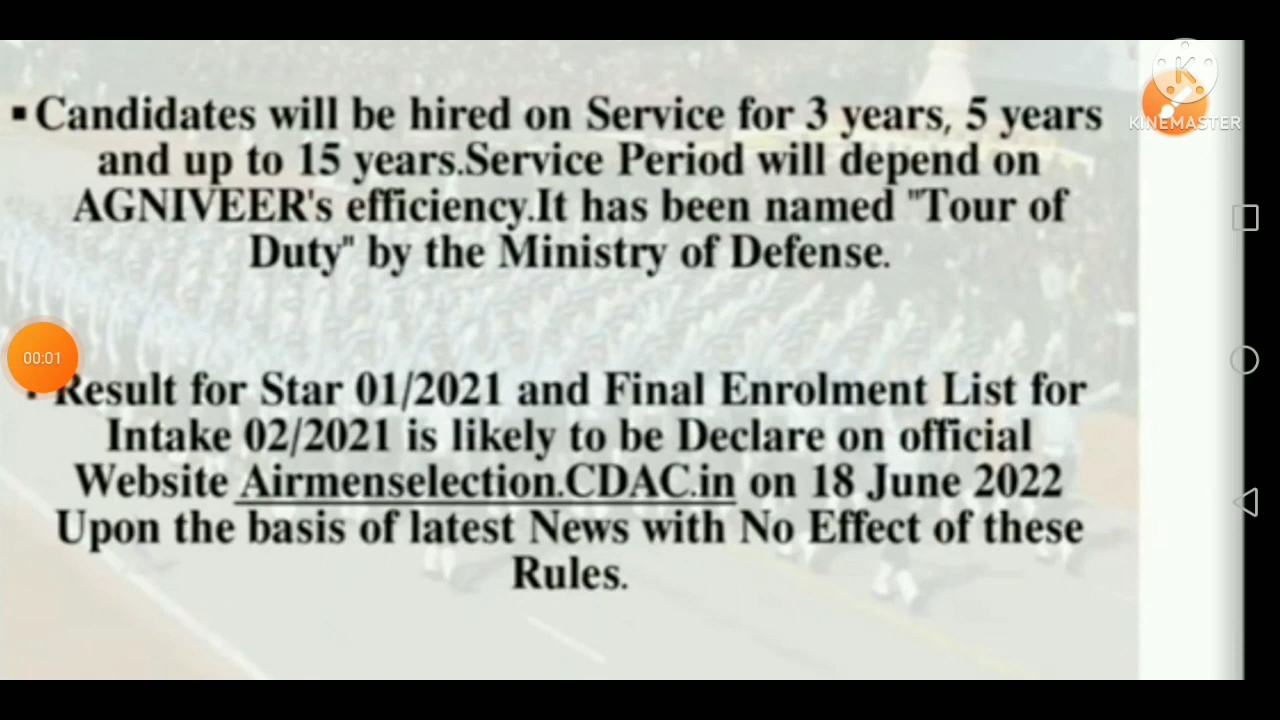 ▪ Candidates will be hired on Service for 3 years, 5 years
and up to 15 years.Service Period will depend on
AGNIVEER's efficiency.It has been named "Tour of
Duty" by the Ministry of Defense.
K
KINEMASTER
00:01
Result for Star 01/2021 and Final Enrolment List for
Intake 02/2021 is likely to be Declare on official
Website Airmenselection.CDAC.in on 18 June 2022
Upon the basis of latest News with No Effect of these
Rules.